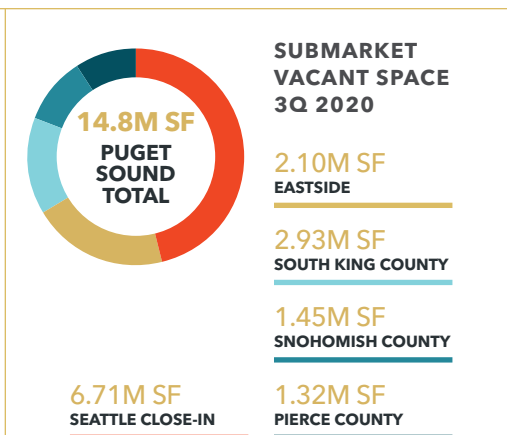 14.8M SF
PUGET
SOUND
TOTAL
SUBMARKET
VACANT SPACE
3Q 2020
2.10M SF
EASTSIDE
2.93M SF
SOUTH KING COUNTY
1.45M SF
SNOHOMISH COUNTY
6.71M SF
SEATTLE CLOSE-IN
1.32M SF
PIERCE COUNTY